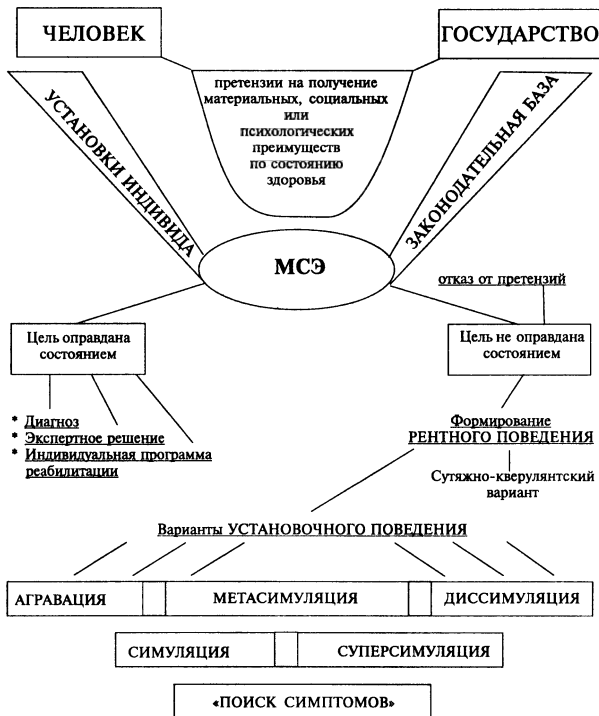 ЧЕЛОВЕК
ГОСУДАРСТВО
УСТАНОВКИ ИНДИВИДА
претензии на получение
материальных, социальных
или
психологических
преимуществ
по состоянию
здоровья
ЗАКОНОДАТЕЛЬНАЯ БАЗА
МСЭ
отказ от претензий
Цель оправдана
состоянием
Цель не оправдана
состоянием
* Диагноз
* Экспертное решение
* Индивидуальная программа
реабилитации
Формирование
РЕНТНОГО ПОВЕДЕНИЯ
Сутяжно-кверулянтский
вариант
Варианты УСТАНОВОЧНОГО ПОВЕДЕНИЯ
АГРАВАЦИЯ
МЕТАСИМУЛЯЦИЯ
ДИССИМУЛЯЦИЯ
СИМУЛЯЦИЯ
СУПЕРСИМУЛЯЦИЯ
«ПОИСК СИМПТОМОВ»